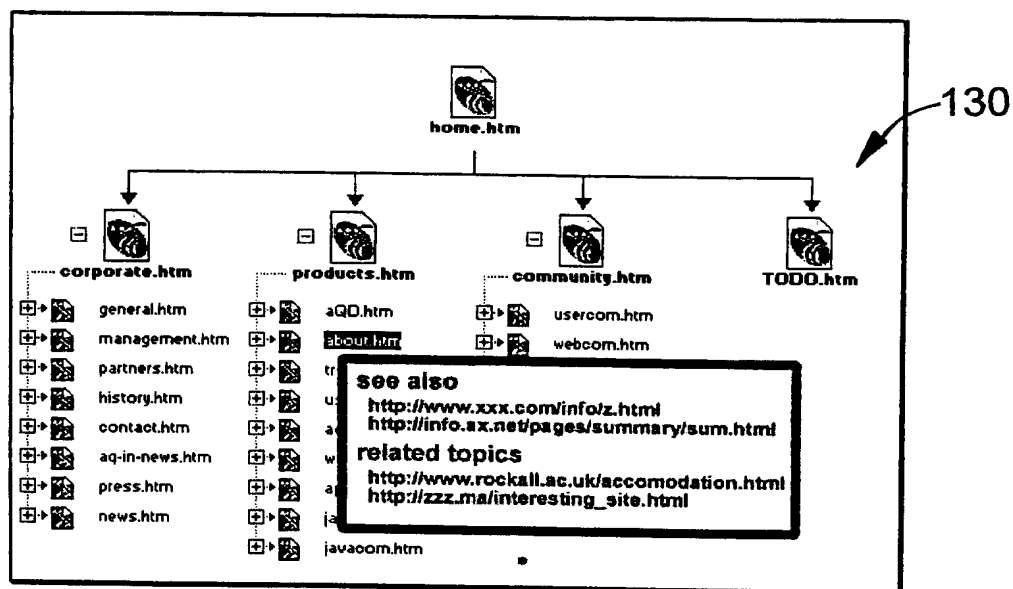 130
home.htm
corporate.htm
products.htm
community.htm
TODO.htm
general.htm
management.htm
partners.htm
history.htm
contact.htm
aq-in-news.htm
press.htm
news.htm
aQD.htm
about.htm
javacom.htm
usercom.htm
webcom.htm
see also
http://www.xxx.com/info/z.html
http://info.ax.net/pages/summary/sum.html
related topics
http://www.rockall.ac.uk/accomodation.html
http://zzz.ma/interesting_site.html